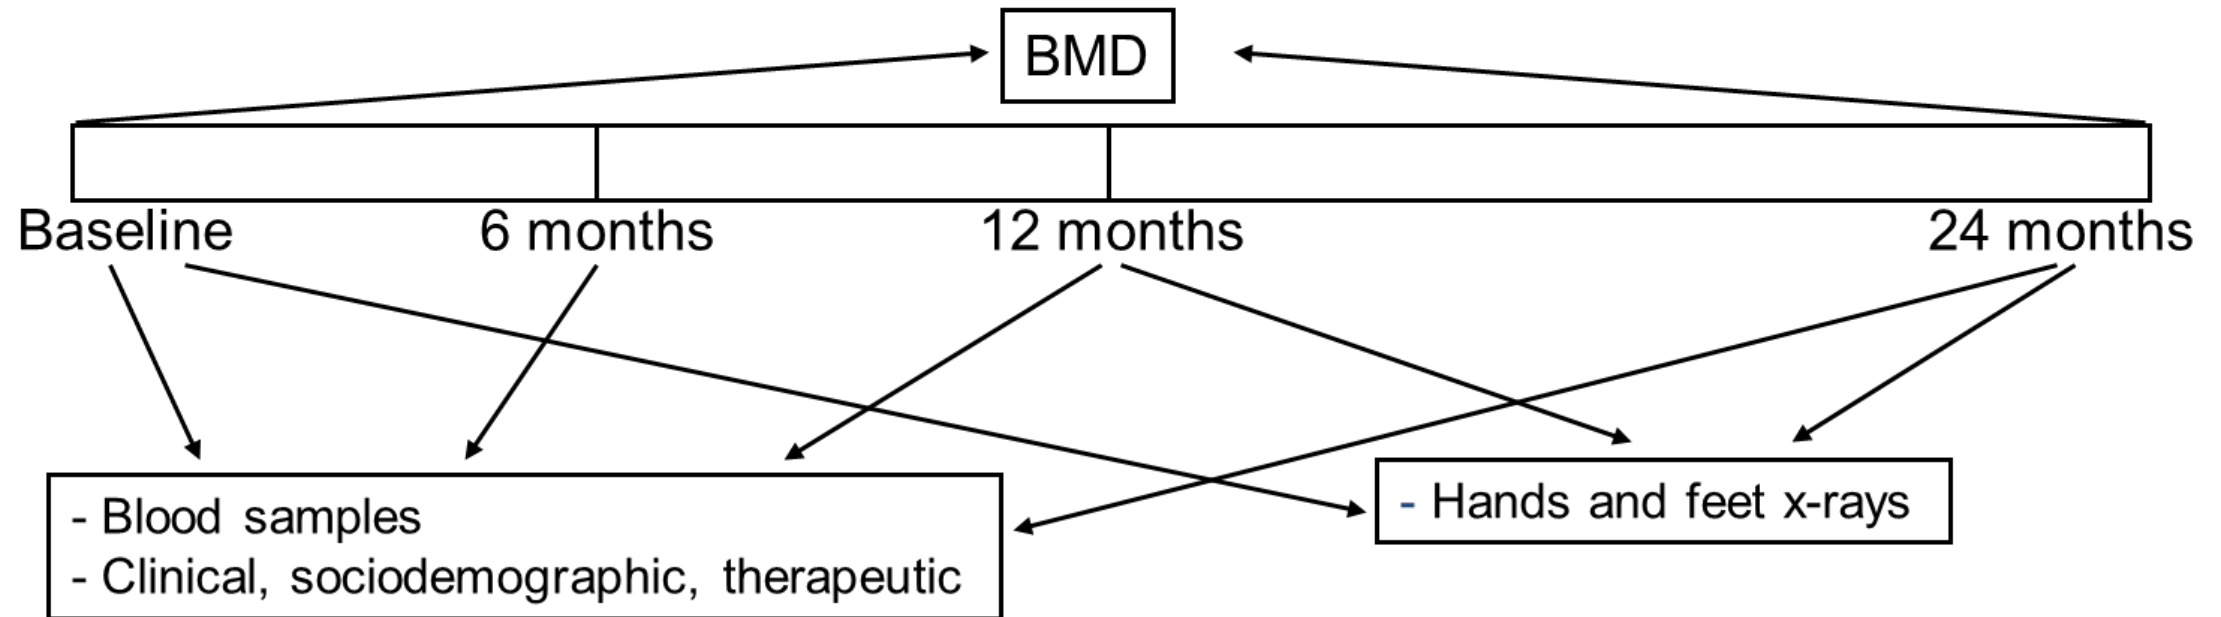 BMD
Baseline 6 months 12 months 24 months
- Blood samples
- Clinical, sociodemographic, therapeutic
- Hands and feet x-rays